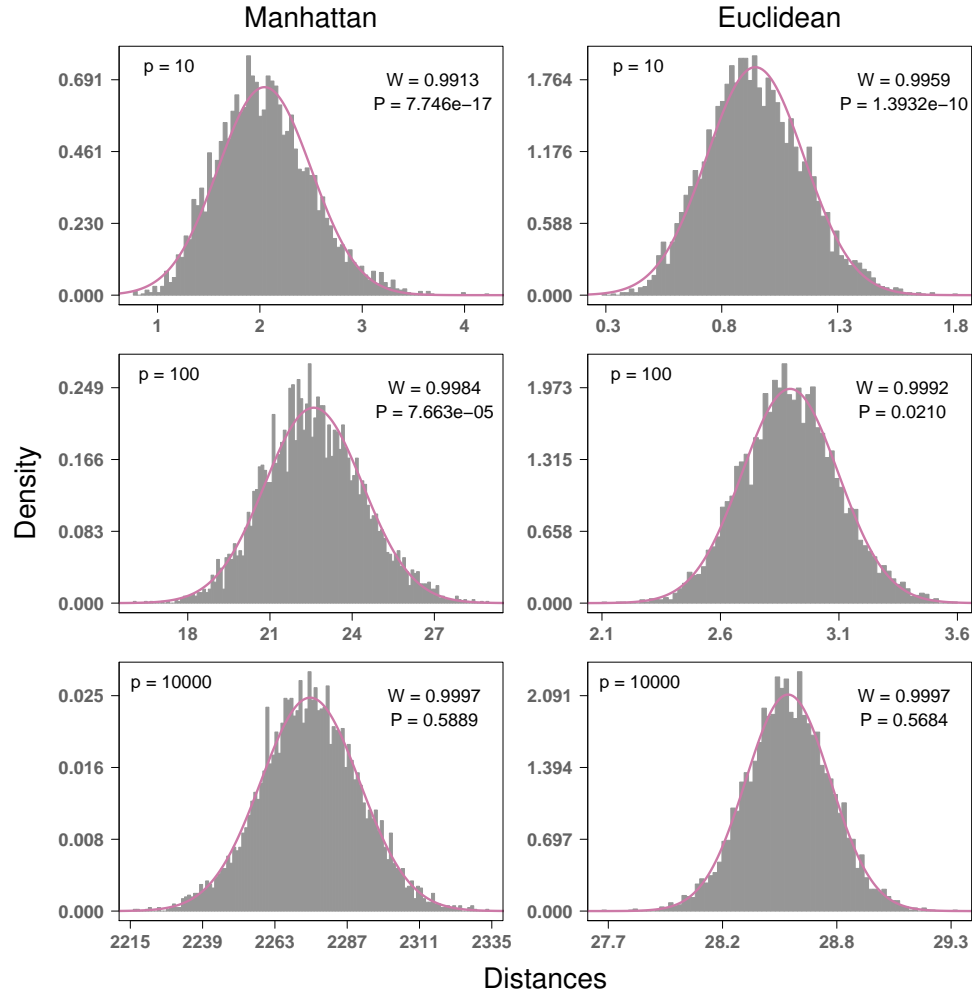 Manhattan
Euclidean
p = 10
W = 0.9913
P = 7.746e−17
0.691
0.461
0.230
0.000
1 2 3 4
p = 10
W = 0.9959
P = 1.3932e−10
1.764
1.176
0.588
0.000
0.3 0.8 1.3 1.8
Density
p = 100
W = 0.9984
P = 7.663e−05
0.249
0.166
0.083
0.000
18 21 24 27
p = 100
W = 0.9992
P = 0.0210
1.973
1.315
0.658
0.000
2.1 2.6 3.1 3.6
p = 10000
W = 0.9997
P = 0.5889
0.025
0.016
0.008
0.000
2215 2239 2263 2287 2311 2335
p = 10000
W = 0.9997
P = 0.5684
2.091
1.394
0.697
0.000
27.7 28.2 28.8 29.3
Distances